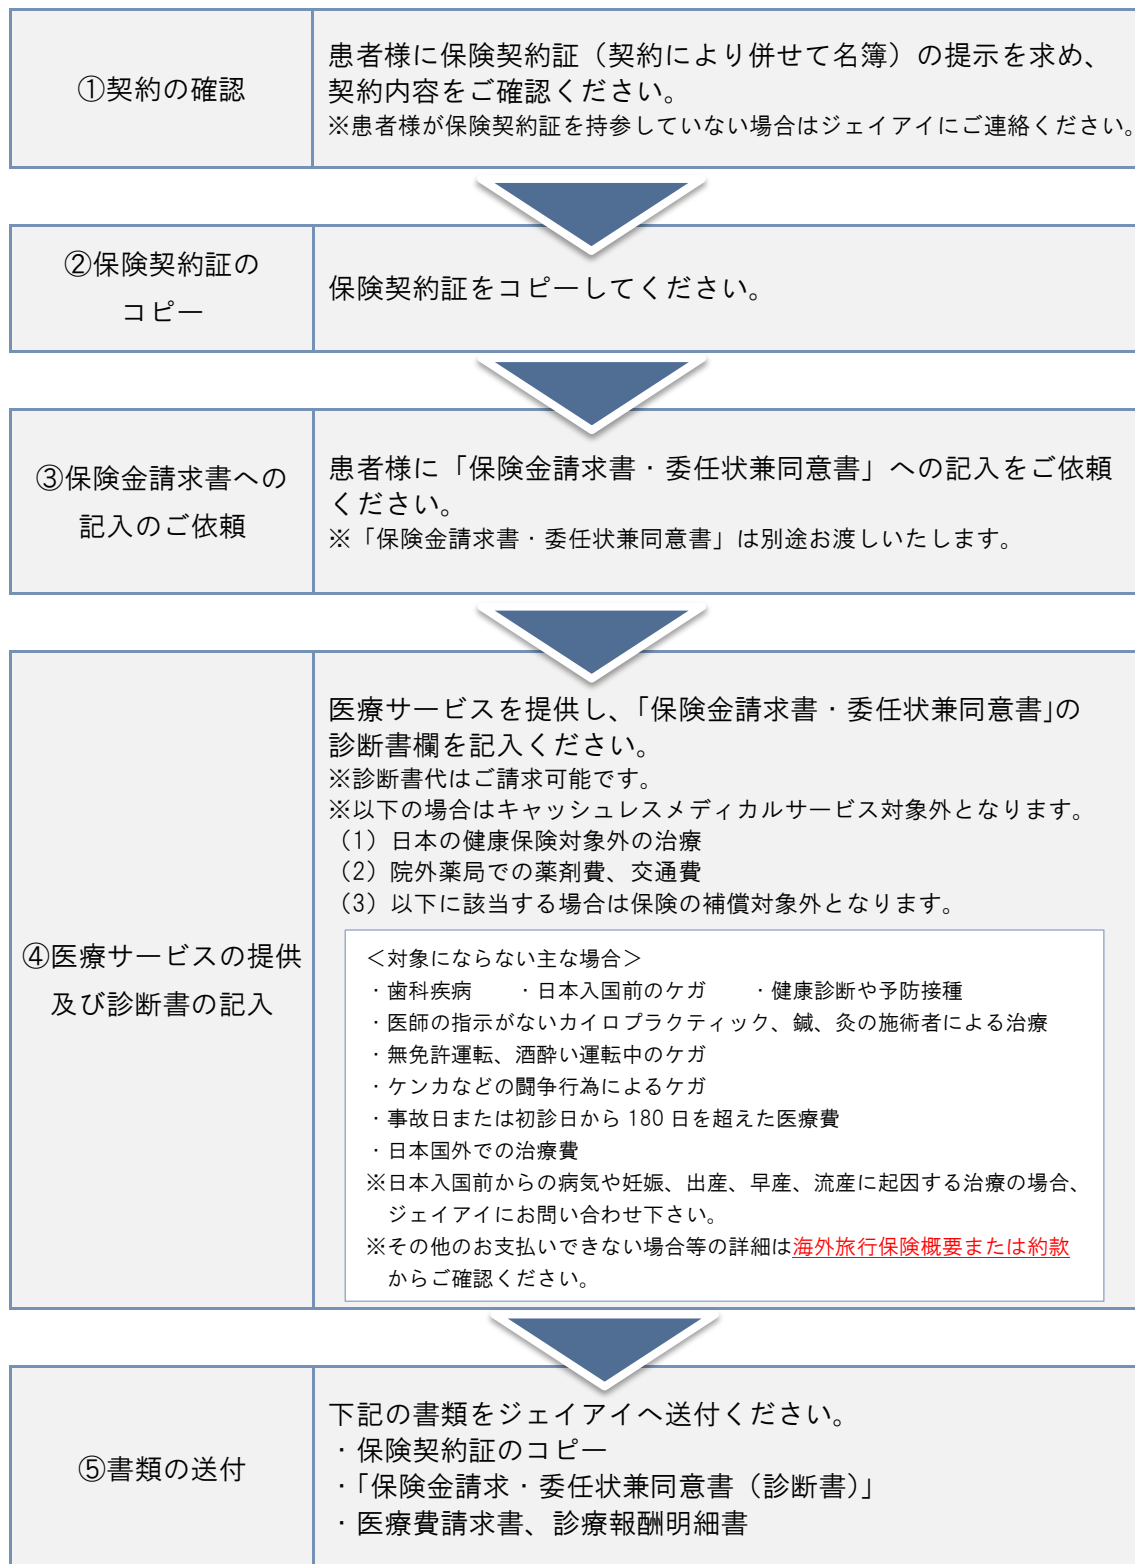 ①契約の確認
患者様に保険契約証（契約により併せて名簿）の提示を求め、
契約内容をご確認ください。
※患者様が保険契約証を持参していない場合はジェイアイにご連絡ください。
②保険契約証の
コピー
保険契約証をコピーしてください。
③保険金請求書への
記入のご依頼
患者様に「保険金請求書・委任状兼同意書」への記入をご依頼
ください。
※「保険金請求書・委任状兼同意書」は別途お渡しいたします。
④医療サービスの提供
及び診断書の記入
医療サービスを提供し、「保険金請求書・委任状兼同意書」の
診断書欄を記入ください。
※診断書代はご請求可能です。
※以下の場合はキャッシュレスメディカルサービス対象外となります。
（1）日本の健康保険対象外の治療
（2）院外薬局での薬剤費、交通費
（3）以下に該当する場合は保険の補償対象外となります。
＜対象にならない主な場合＞
・歯科疾病　・日本入国前のケガ　・健康診断や予防接種
・医師の指示がないカイロプラクティック、鍼、灸の施術者による治療
・無免許運転、酒酔い運転中のケガ
・ケンカなどの闘争行為によるケガ
・事故日または初診日から 180 日を超えた医療費
・日本国外での治療費
※日本入国前からの病気や妊娠、出産、早産、流産に起因する治療の場合、
ジェイアイにお問い合わせ下さい。
※その他のお支払いできない場合等の詳細は海外旅行保険概要または約款
からご確認ください。
⑤書類の送付
下記の書類をジェイアイへ送付ください。
・保険契約証のコピー
・「保険金請求・委任状兼同意書（診断書）」
・医療費請求書、診療報酬明細書